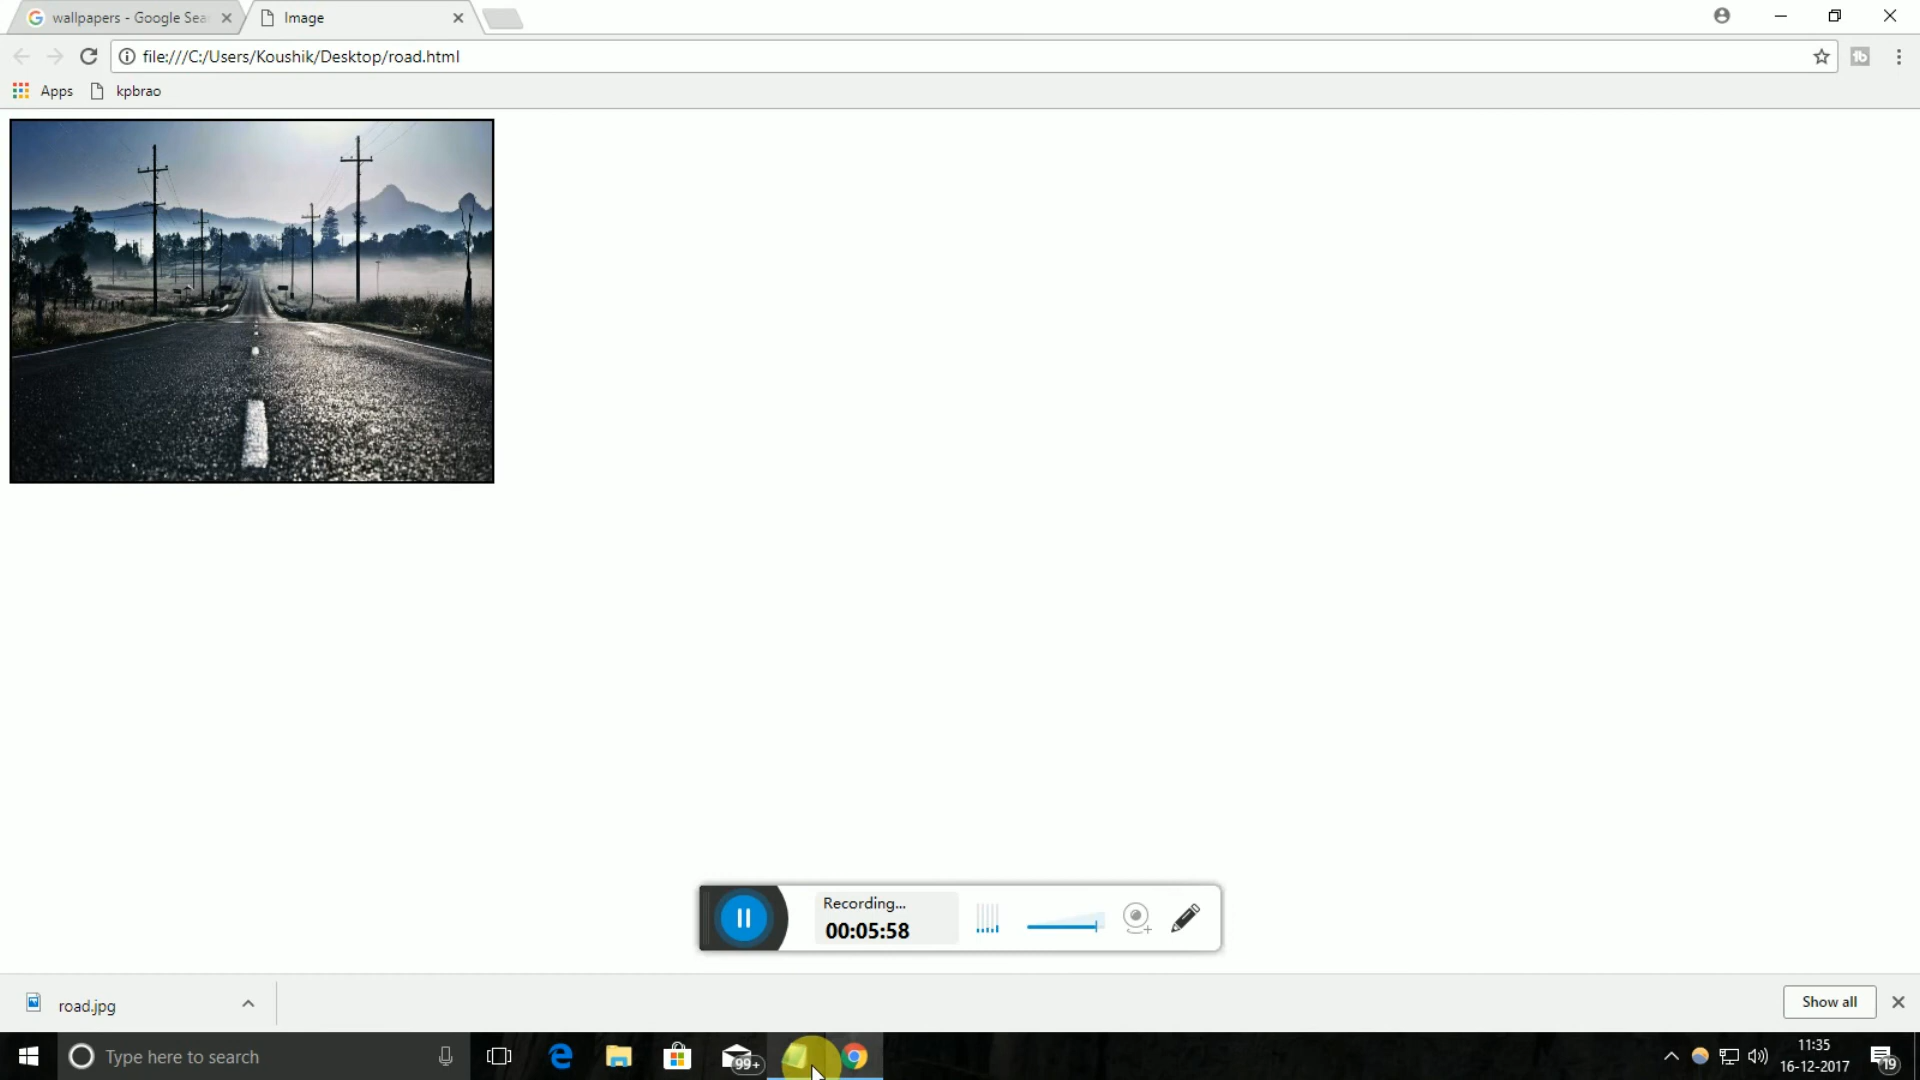 wallpapers - Google Sea
Image
file:///C:/Users/Koushik/Desktop/road.html
Apps
kpbrao
Recording...
00:05:58
road.jpg
Show all
Type here to search
99+
11:35
16-12-2017
19